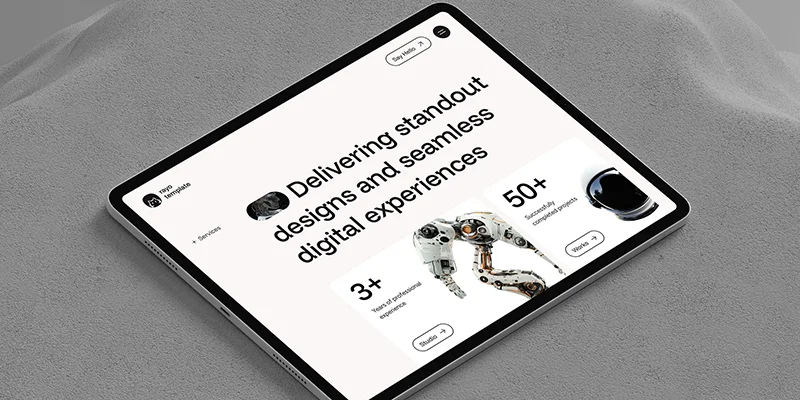 Say Hello
rayo
template
Delivering standout
designs and seamless
digital experiences
+ Services
50+
Successfully
completed projects
Works
3+
Years of professional
experience
Studio